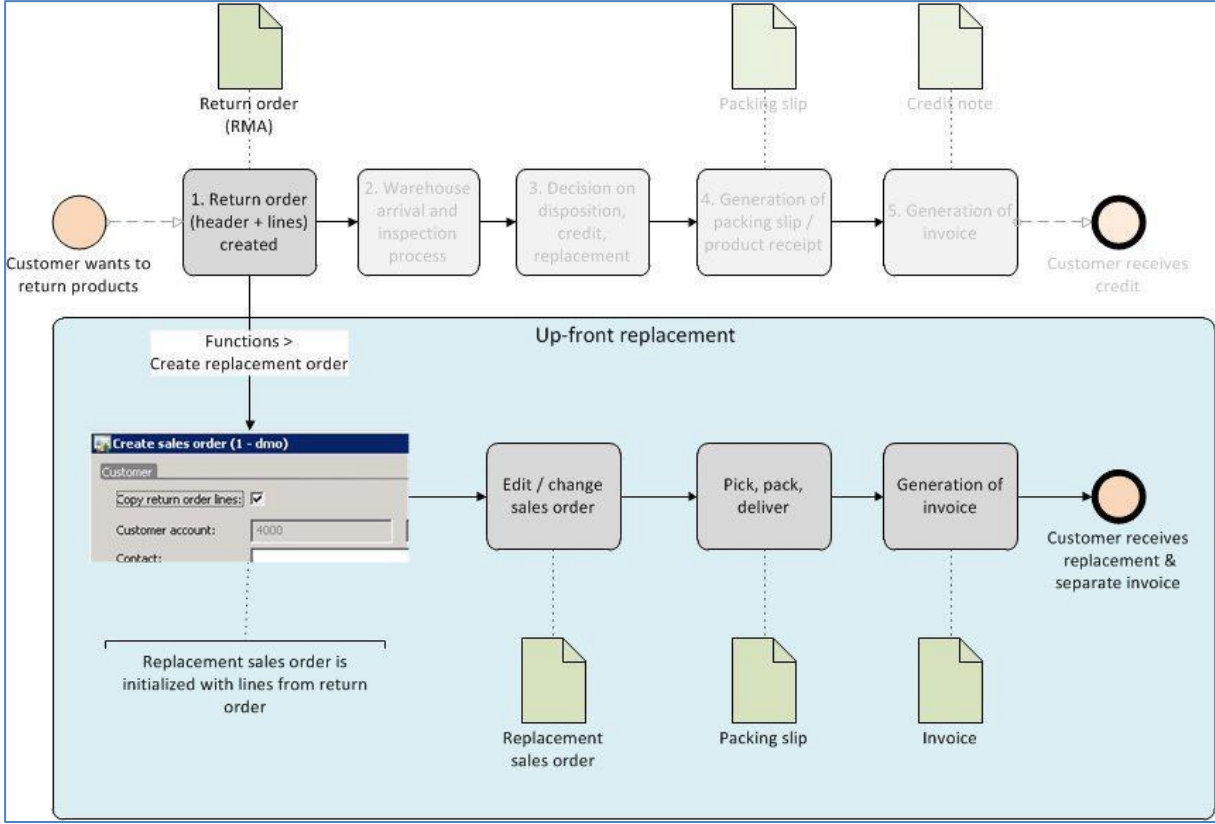 Return order
(RMA)
Packing slip
Credit note
1. Return order
(header + lines)
created
2. Warehouse
arrival and
inspection
process
3. Decision on
disposition,
credit,
replacement
4. Generation of
packing slip /
product receipt
5. Generation of
invoice
Customer wants to
return products
Customer receives
credit
Up-front replacement
Functions >
Create replacement order
Create sales order (1 - dmo)
Customer
Copy return order lines:
Customer account:
4000
Contact:
Edit / change
sales order
Pick, pack,
deliver
Generation of
invoice
Customer receives
replacement &
separate invoice
Replacement sales order is
initialized with lines from return
order
Replacement
sales order
Packing slip
Invoice